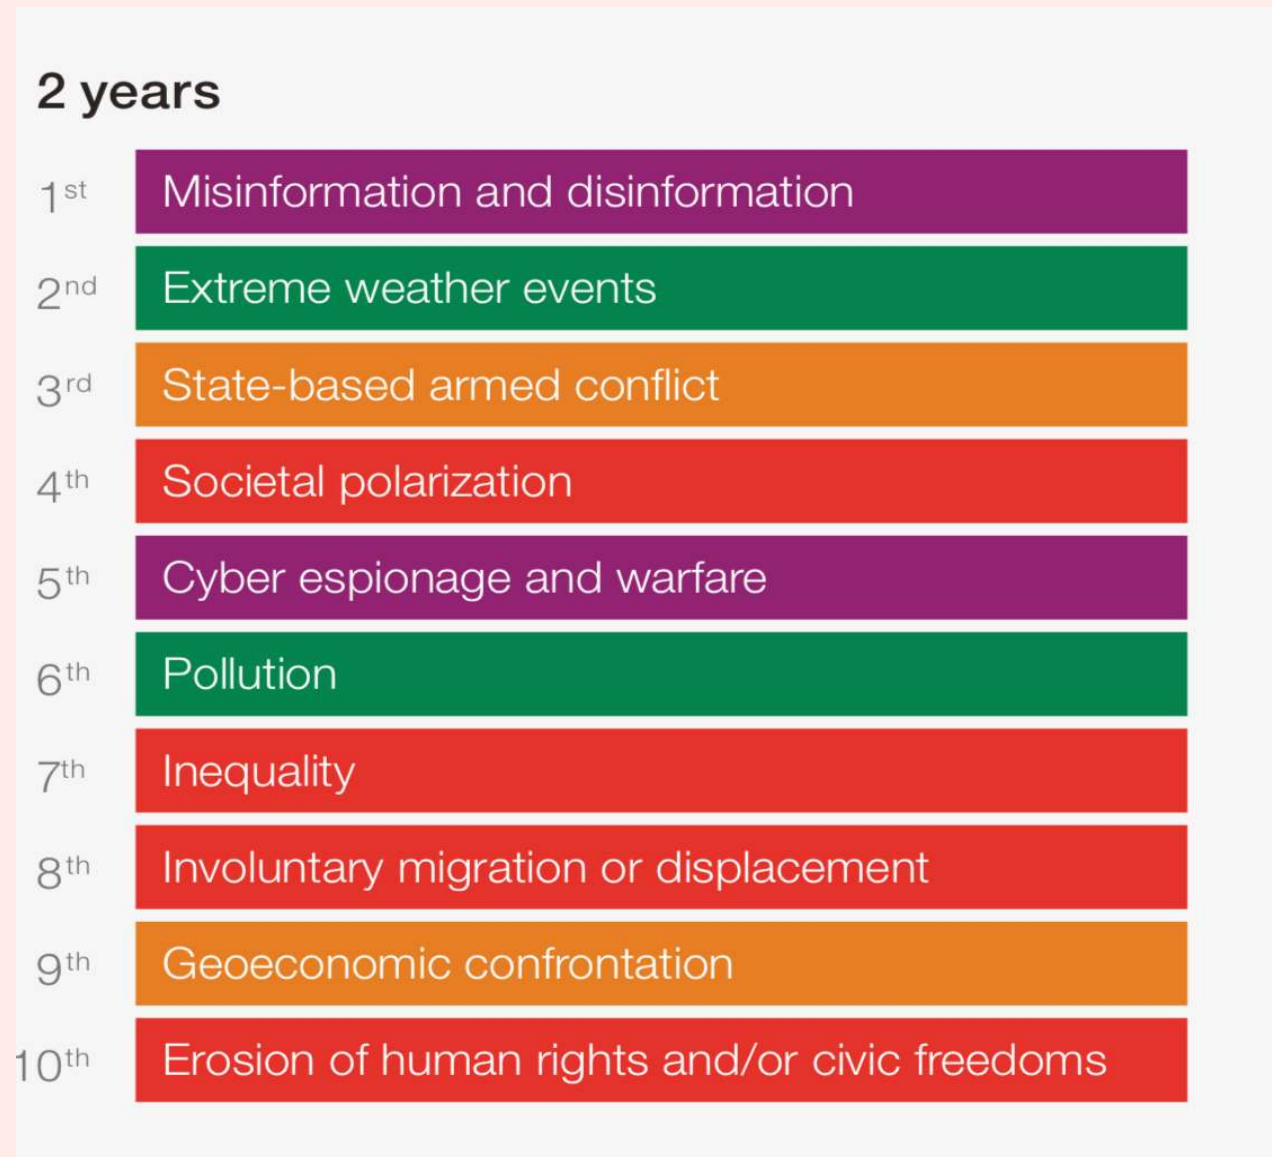 2 years
1st Misinformation and disinformation
2nd Extreme weather events
3rd State-based armed conflict
4th Societal polarization
5th Cyber espionage and warfare
6th Pollution
7th Inequality
8th Involuntary migration or displacement
9th Geoeconomic confrontation
10th Erosion of human rights and/or civic freedoms